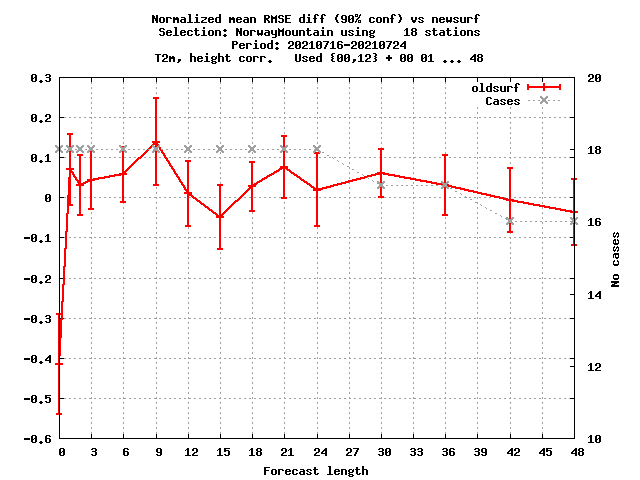 Normalized mean RMSE diff (90% conf) vs newsurf
Selection: NorwayMountain using    18 stations
Period: 20210716-20210724
T2m, height corr.   Used {00,12} + 00 01 ... 48
oldsurf
Cases
0.3
0.2
0.1
0
-0.1
-0.2
-0.3
-0.4
-0.5
-0.6
20
18
16
14
12
10
No cases
0 3 6 9 12 15 18 21 24 27 30 33 36 39 42 45 48
Forecast length